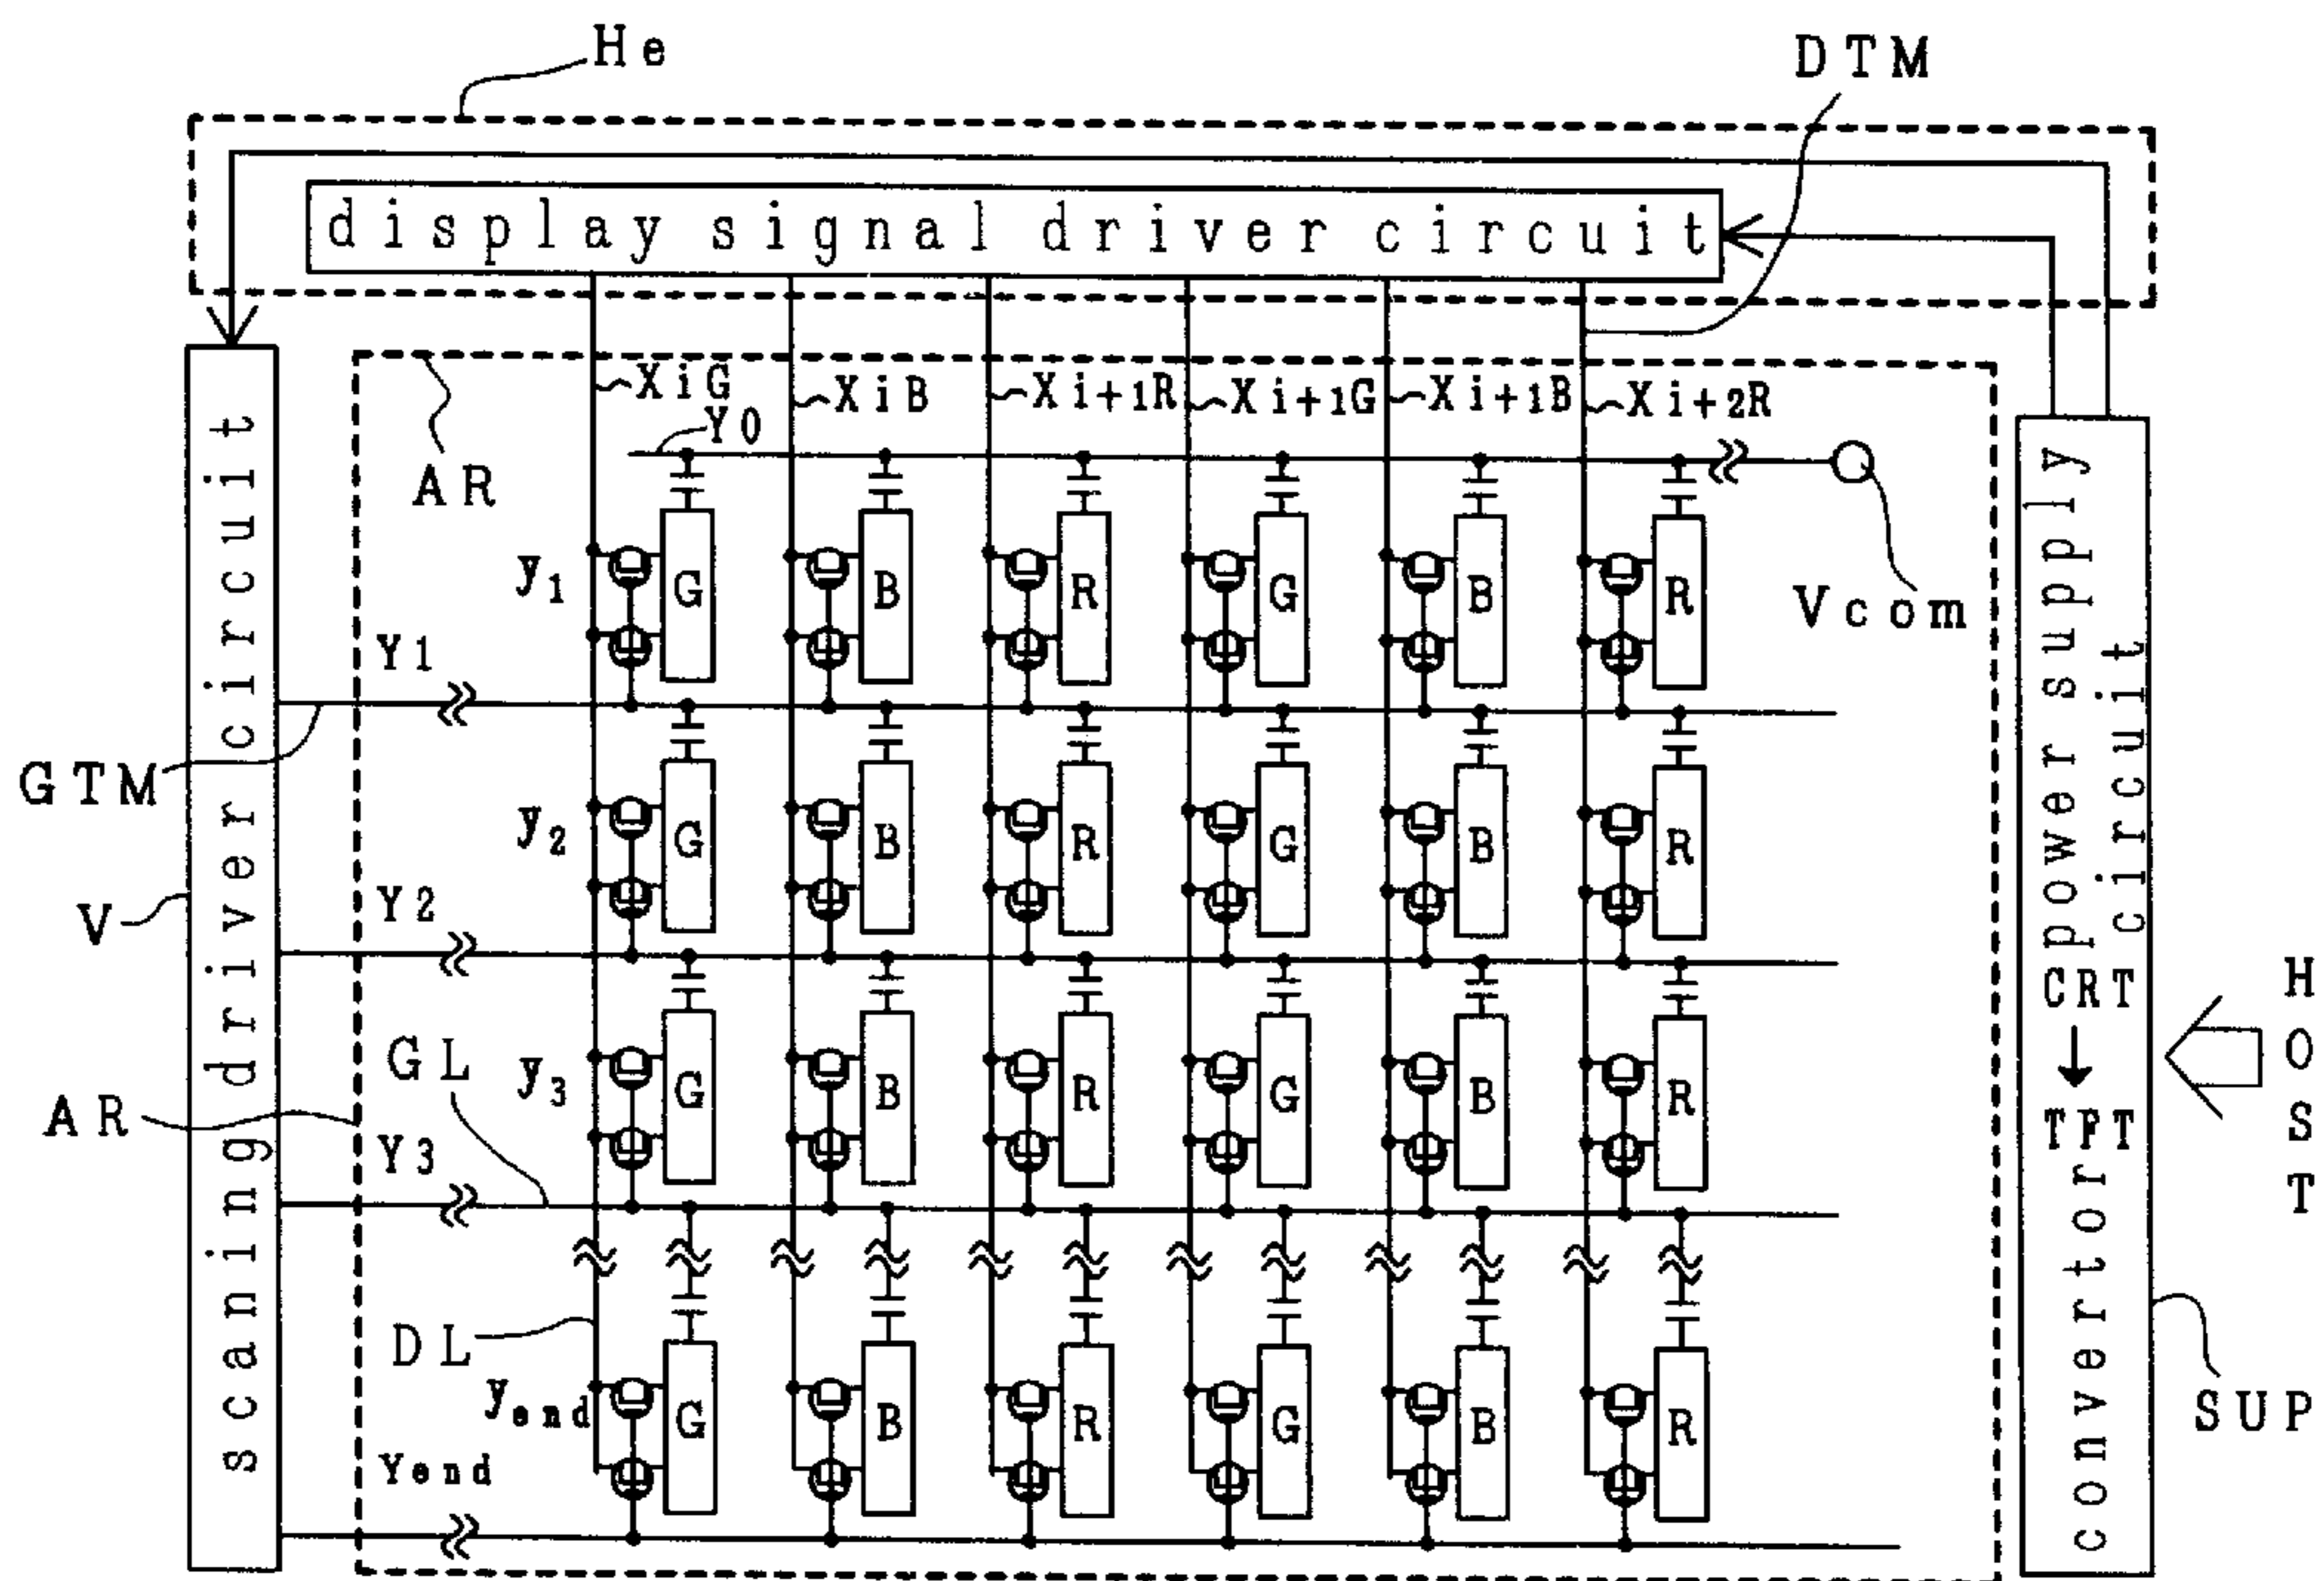 He
DTM
display signal driver circuit
XiG
XiB
Xi+1R
Xi+1G
Xi+1B
Xi+2R
Y0
AR
Vcom
scaning driver circuit
y1
G B R G B R
Y1
GTM
y2
G B R G B R
V
Y2
y3
G B R G B R
GL
AR
Y3
DL
yend
G B R G B R
Yend
power supply circuit
CRT
TFT
convertor
HOST
SUP